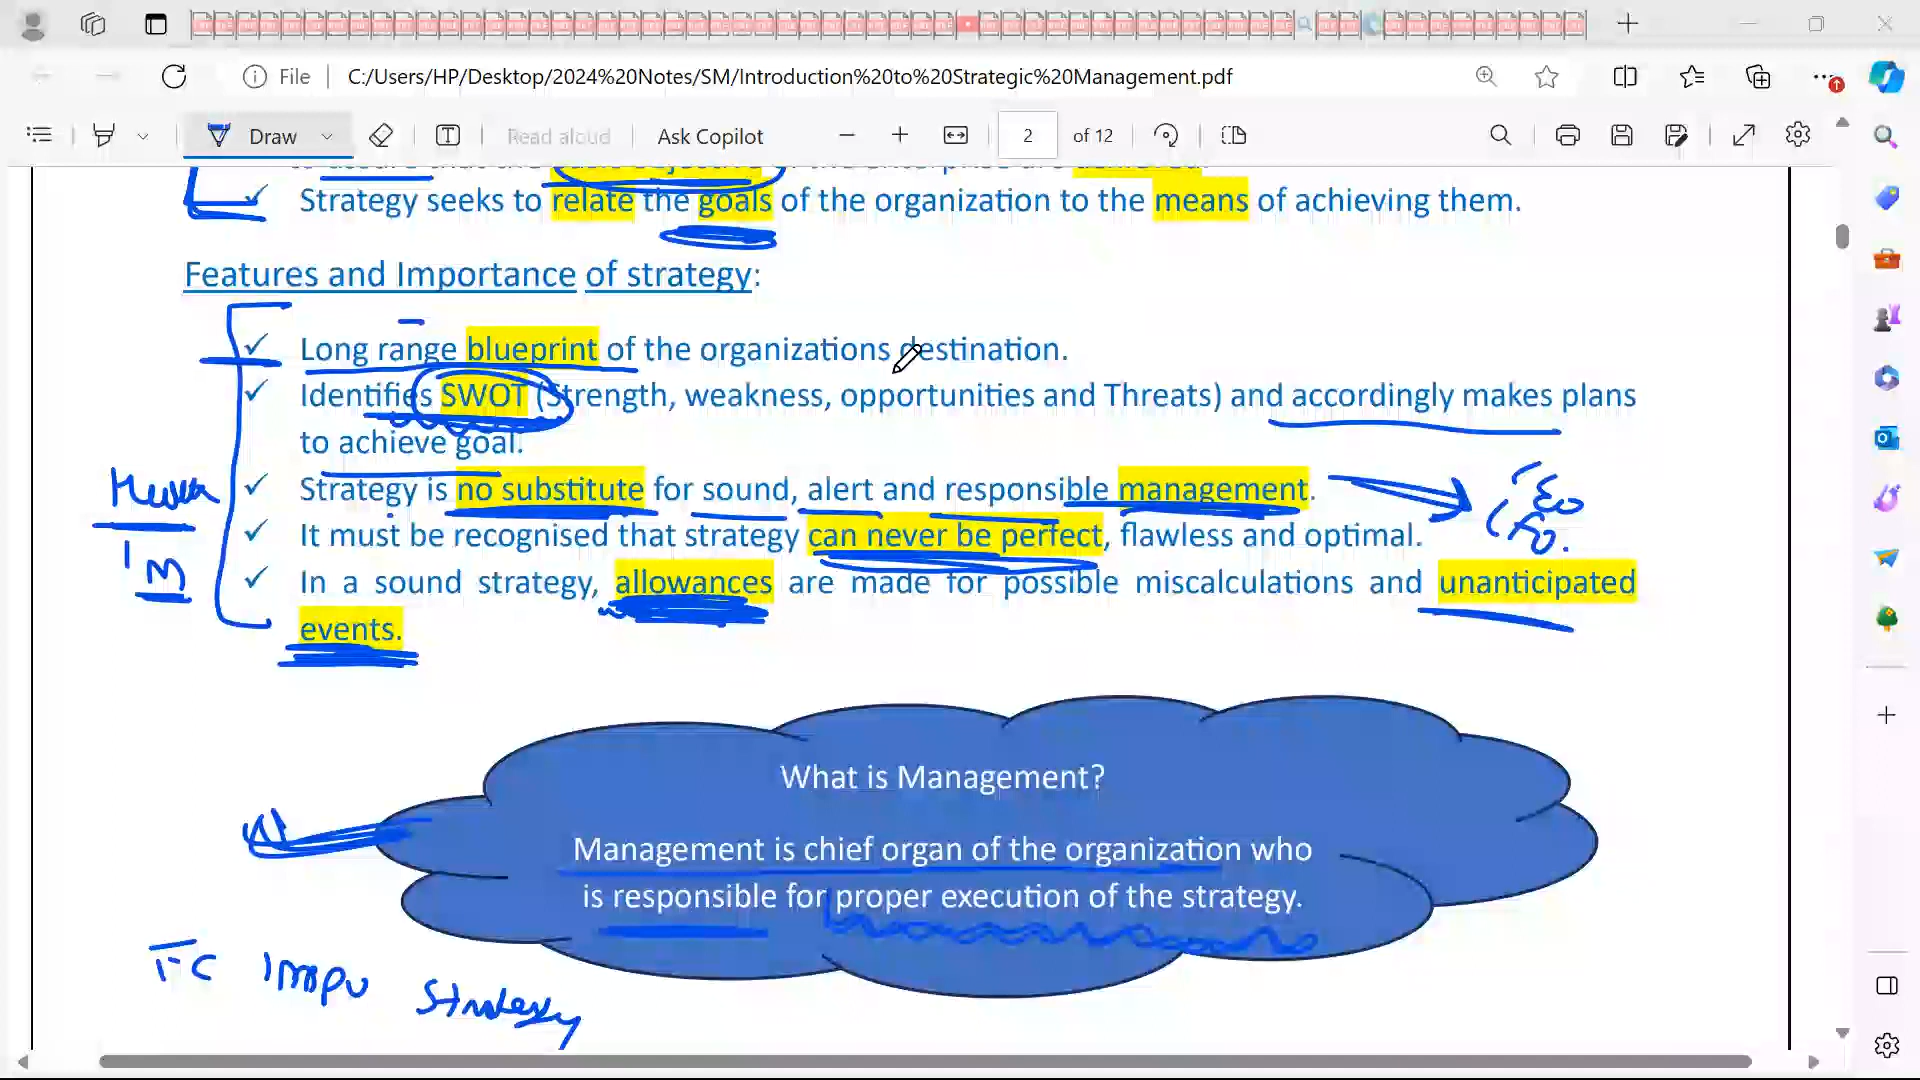 File
C:/Users/HP/Desktop/2024%20Notes/SM/Introduction%20to%20Strategic%20Management.pdf
Draw
Read aloud
Ask Copilot
2
of 12
Strategy seeks to relate the goals of the organization to the means of achieving them.
Features and Importance of strategy:
✓ Long range blueprint of the organizations destination.
✓ Identifies SWOT (Strength, weakness, opportunities and Threats) and accordingly makes plans
to achieve goal.
✓ Strategy is no substitute for sound, alert and responsible management.
✓ It must be recognised that strategy can never be perfect, flawless and optimal.
✓ In a sound strategy, allowances are made for possible miscalculations and unanticipated
events.
What is Management?
Management is chief organ of the organization who
is responsible for proper execution of the strategy.
Strategy